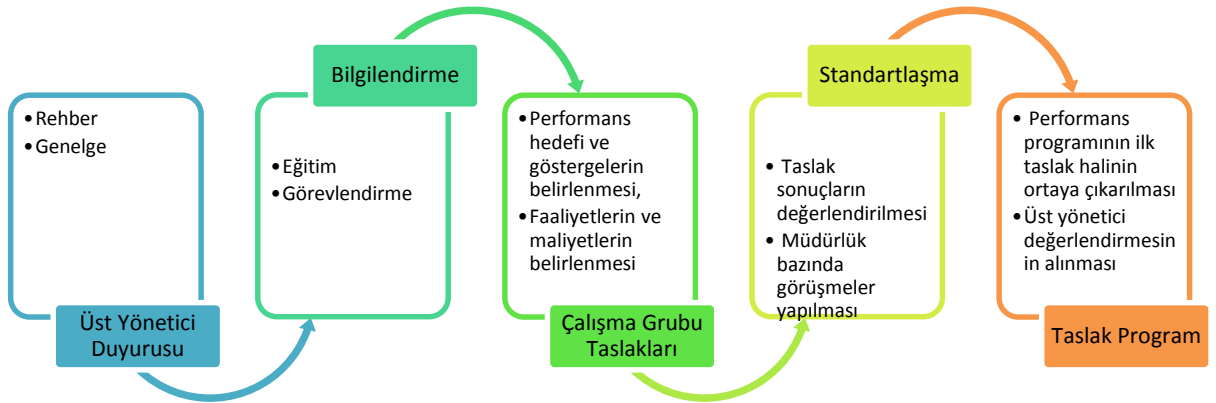 •Rehber
•Genelge
Üst Yönetici
Duyurusu
Bilgilendirme
•Eğitim
•Görevlendirme
•Performans
hedefi ve
göstergelerin
belirlenmesi,
•Faaliyetlerin ve
maliyetlerin
belirlenmesi
Çalışma Grubu
Taslakları
Standartlaşma
• Taslak
sonuçların
değerlendirilmesi
• Müdürlük
bazında
görüşmeler
yapılması
• Performans
programının ilk
taslak halinin
ortaya çıkarılması
•Üst yönetici
değerlendirmesin
in alınması
Taslak Program